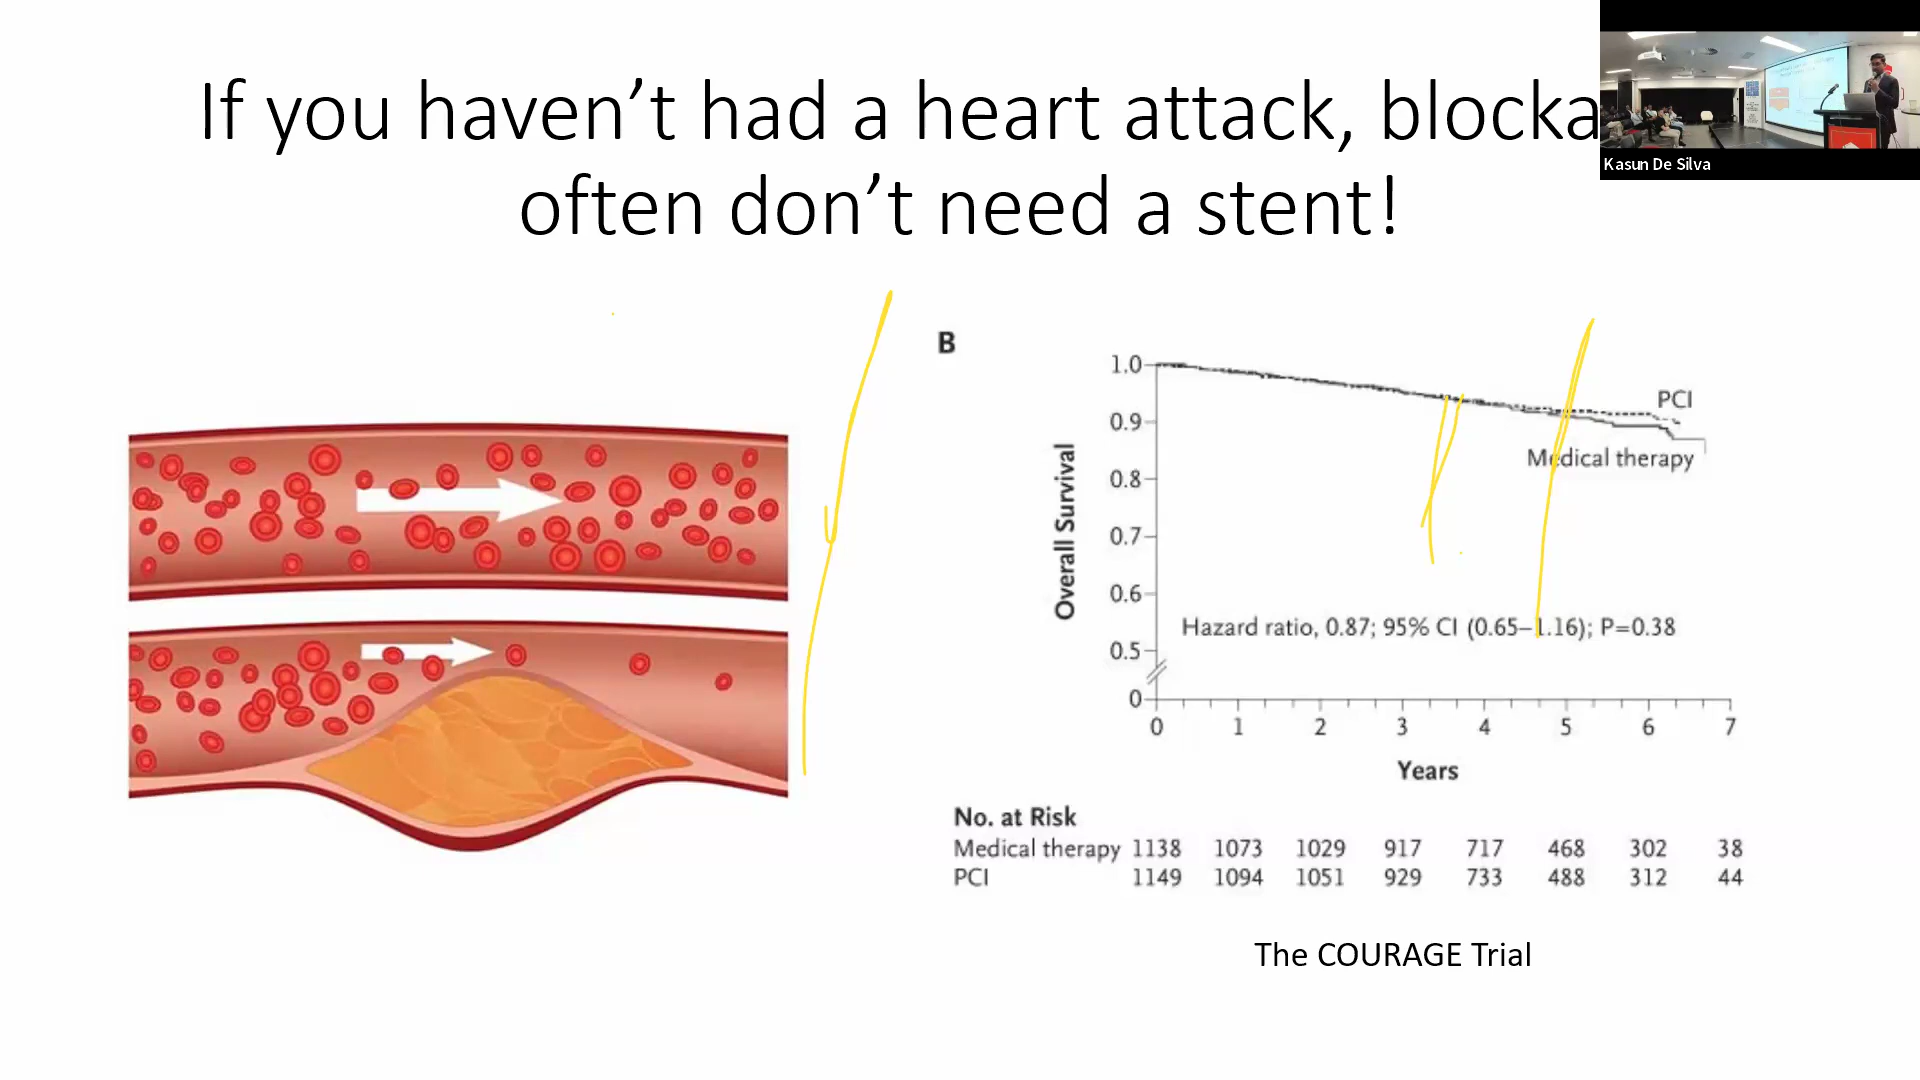 If you haven’t had a heart attack, blocka
often don’t need a stent!
Kasun De Silva
B
1.0
0.9
0.8
0.7
0.6
0.5
0
Overall Survival
PCI
Medical therapy
Hazard ratio, 0.87; 95% CI (0.65–1.16); P=0.38
0 1 2 3 4 5 6 7
Years
No. at Risk
Medical therapy 1138 1073 1029 917 717 468 302 38
PCI 1149 1094 1051 929 733 488 312 44
The COURAGE Trial